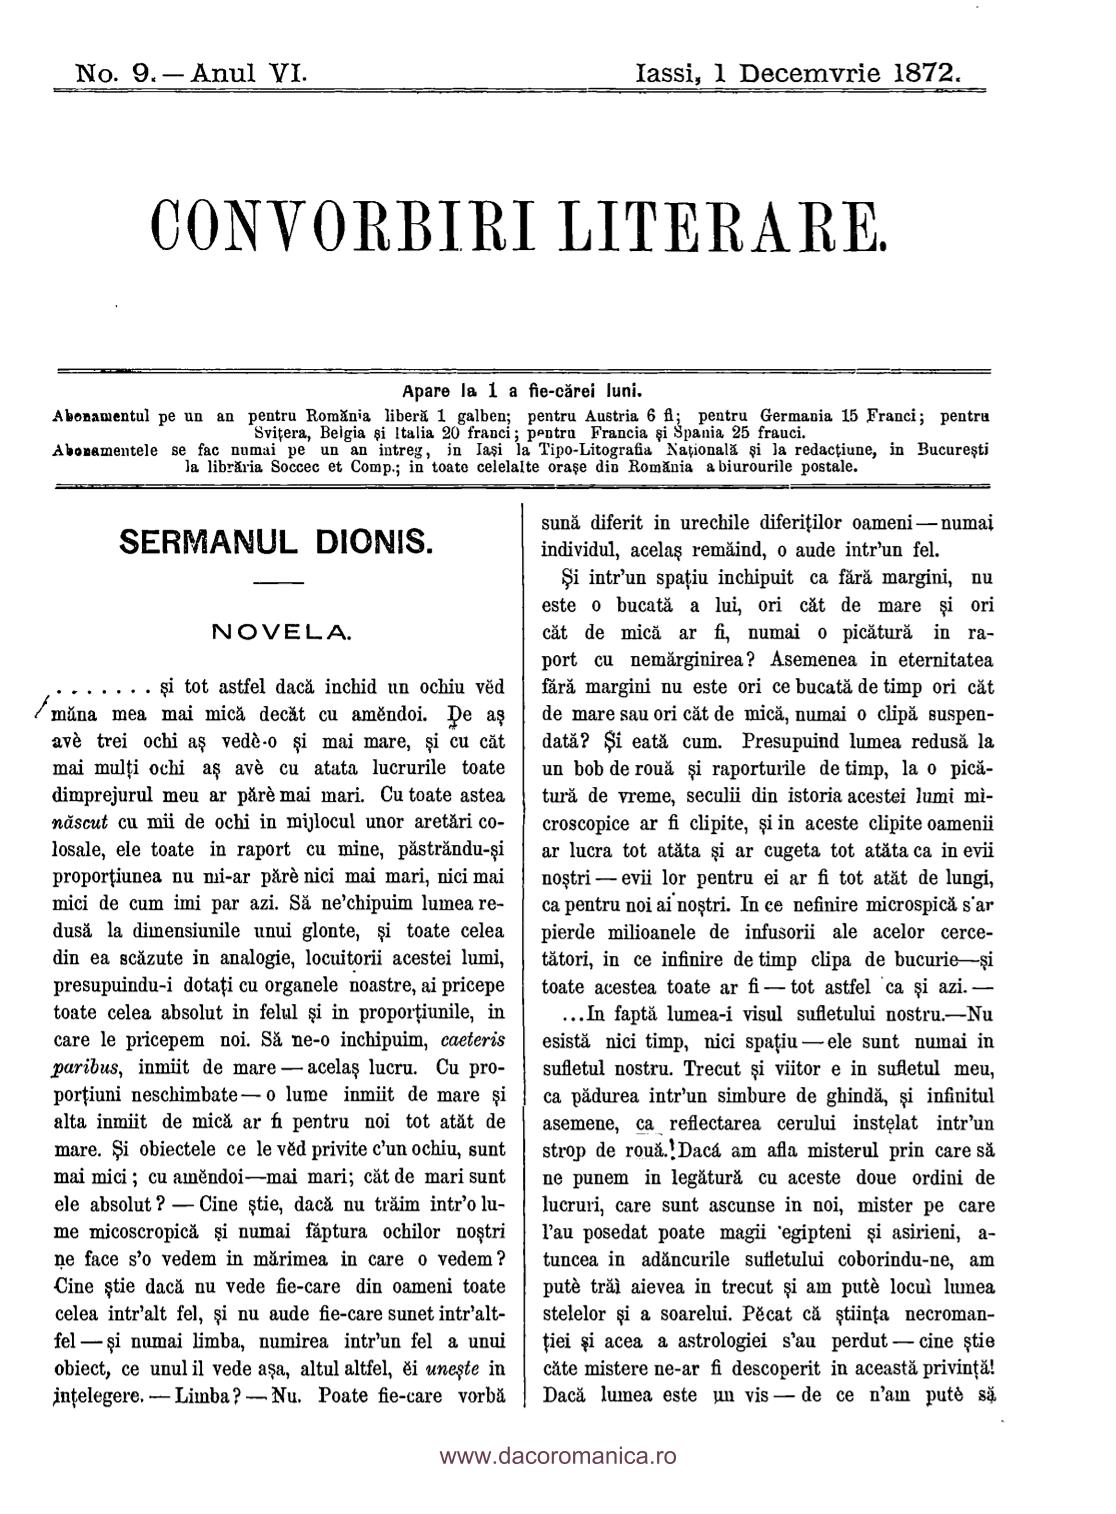 No. 9. — Anul VI.
Iassi, 1 Decemvrie 1872.
CONVORBIRI LITERARE.
Apare la 1 a fie-cărei luni.
Abonamentul pe un an pentru România liberă 1 galben; pentru Austria 6 fl; pentru Germania 15 Franci; pentru
Svițera, Belgia și Italia 20 franci; pentru Francia și Spania 25 franci.
Abonamentele se fac numai pe un an intreg, in Iași la Tipo-Litografia Națională și la redacțiune, in București
la librăria Soccec et Comp.; in toate celelalte orașe din România a biurourile postale.
SERMANUL DIONIS.
NOVELA.
. . . . . . . și tot astfel dacă inchid un ochiu vĕd
mâna mea mai mică decăt cu amĕndoi. De aș
avè trei ochi aș vedè-o și mai mare, și cu căt
mai mulți ochi aș avè cu atata lucrurile toate
dimprejurul meu ar părè mai mari. Cu toate astea
născut cu mii de ochi in mijlocul unor aretări co-
losale, ele toate in raport cu mine, păstrăndu-și
proporțiunea nu mi-ar părè nici mai mari, nici mai
mici de cum imi par azi. Să ne'chipuim lumea re-
dusă la dimensiunile unui glonte, și toate celea
din ea scăzute in analogie, locuitorii acestei lumi,
presupuindu-i dotați cu organele noastre, ai pricepe
toate celea absolut in felul și in proporțiunile, in
care le pricepem noi. Să ne-o inchipuim, caeteris
paribus, inmiit de mare — acelaș lucru. Cu pro-
porțiuni neschimbate — o lume inmiit de mare și
alta inmiit de mică ar fi pentru noi tot atăt de
mare. Și obiectele ce le vĕd privite c'un ochiu, sunt
mai mici ; cu amĕndoi—mai mari; căt de mari sunt
ele absolut ? — Cine știe, dacă nu trăim intr'o lu-
me micoscropică și numai făptura ochilor noștri
ne face s'o vedem in mărimea in care o vedem ?
Cine știe dacă nu vede fie-care din oameni toate
celea intr'alt fel, și nu aude fie-care sunet intr'alt-
fel — și numai limba, numirea intr'un fel a unui
obiect, ce unul il vede așa, altul altfel, ĕi unește in
ințelegere. — Limba ? — Nu. Poate fie-care vorbă
sună diferit in urechile diferiților oameni — numai
individul, acelaș remăind, o aude intr'un fel.
Și intr'un spațiu inchipuit ca fără margini, nu
este o bucată a lui, ori căt de mare și ori
căt de mică ar fi, numai o picătură in ra-
port cu nemărginirea ? Asemenea in eternitatea
fără margini nu este ori ce bucată de timp ori căt
de mare sau ori căt de mică, numai o clipă suspen-
dată? Și eată cum. Presupuind lumea redusă la
un bob de rouă și raporturile de timp, la o pică-
tură de vreme, seculii din istoria acestei lumi mi-
croscopice ar fi clipite, și in aceste clipite oamenii
ar lucra tot atăta și ar cugeta tot atăta ca in evii
noștri — evii lor pentru ei ar fi tot atăt de lungi,
ca pentru noi ai noștri. In ce nefinire microspică s'ar
pierde milioanele de infusorii ale acelor cerce-
tători, in ce infinire de timp clipa de bucurie—și
toate acestea toate ar fi — tot astfel ca și azi. —
...In faptă lumea-i visul sufletului nostru.—Nu
esistă nici timp, nici spațiu — ele sunt numai in
sufletul nostru. Trecut și viitor e in sufletul meu,
ca pădurea intr'un simbure de ghindă, și infinitul
asemene, ca reflectarea cerului instelat intr'un
strop de rouă. Dacă am afla misterul prin care să
ne punem in legătură cu aceste doue ordini de
lucruri, care sunt ascunse in noi, mister pe care
l'au posedat poate magii egipteni și asirieni, a-
tuncea in adăncurile sufletului coborindu-ne, am
putè trăi aievea in trecut și am putè locuì lumea
stelelor și a soarelui. Pĕcat că știința necroman-
ției și acea a astrologiei s'au perdut — cine știe
căte mistere ne-ar fi descoperit in această privință!
Dacă lumea este un vis — de ce n'am putè să
www.dacoromanica.ro